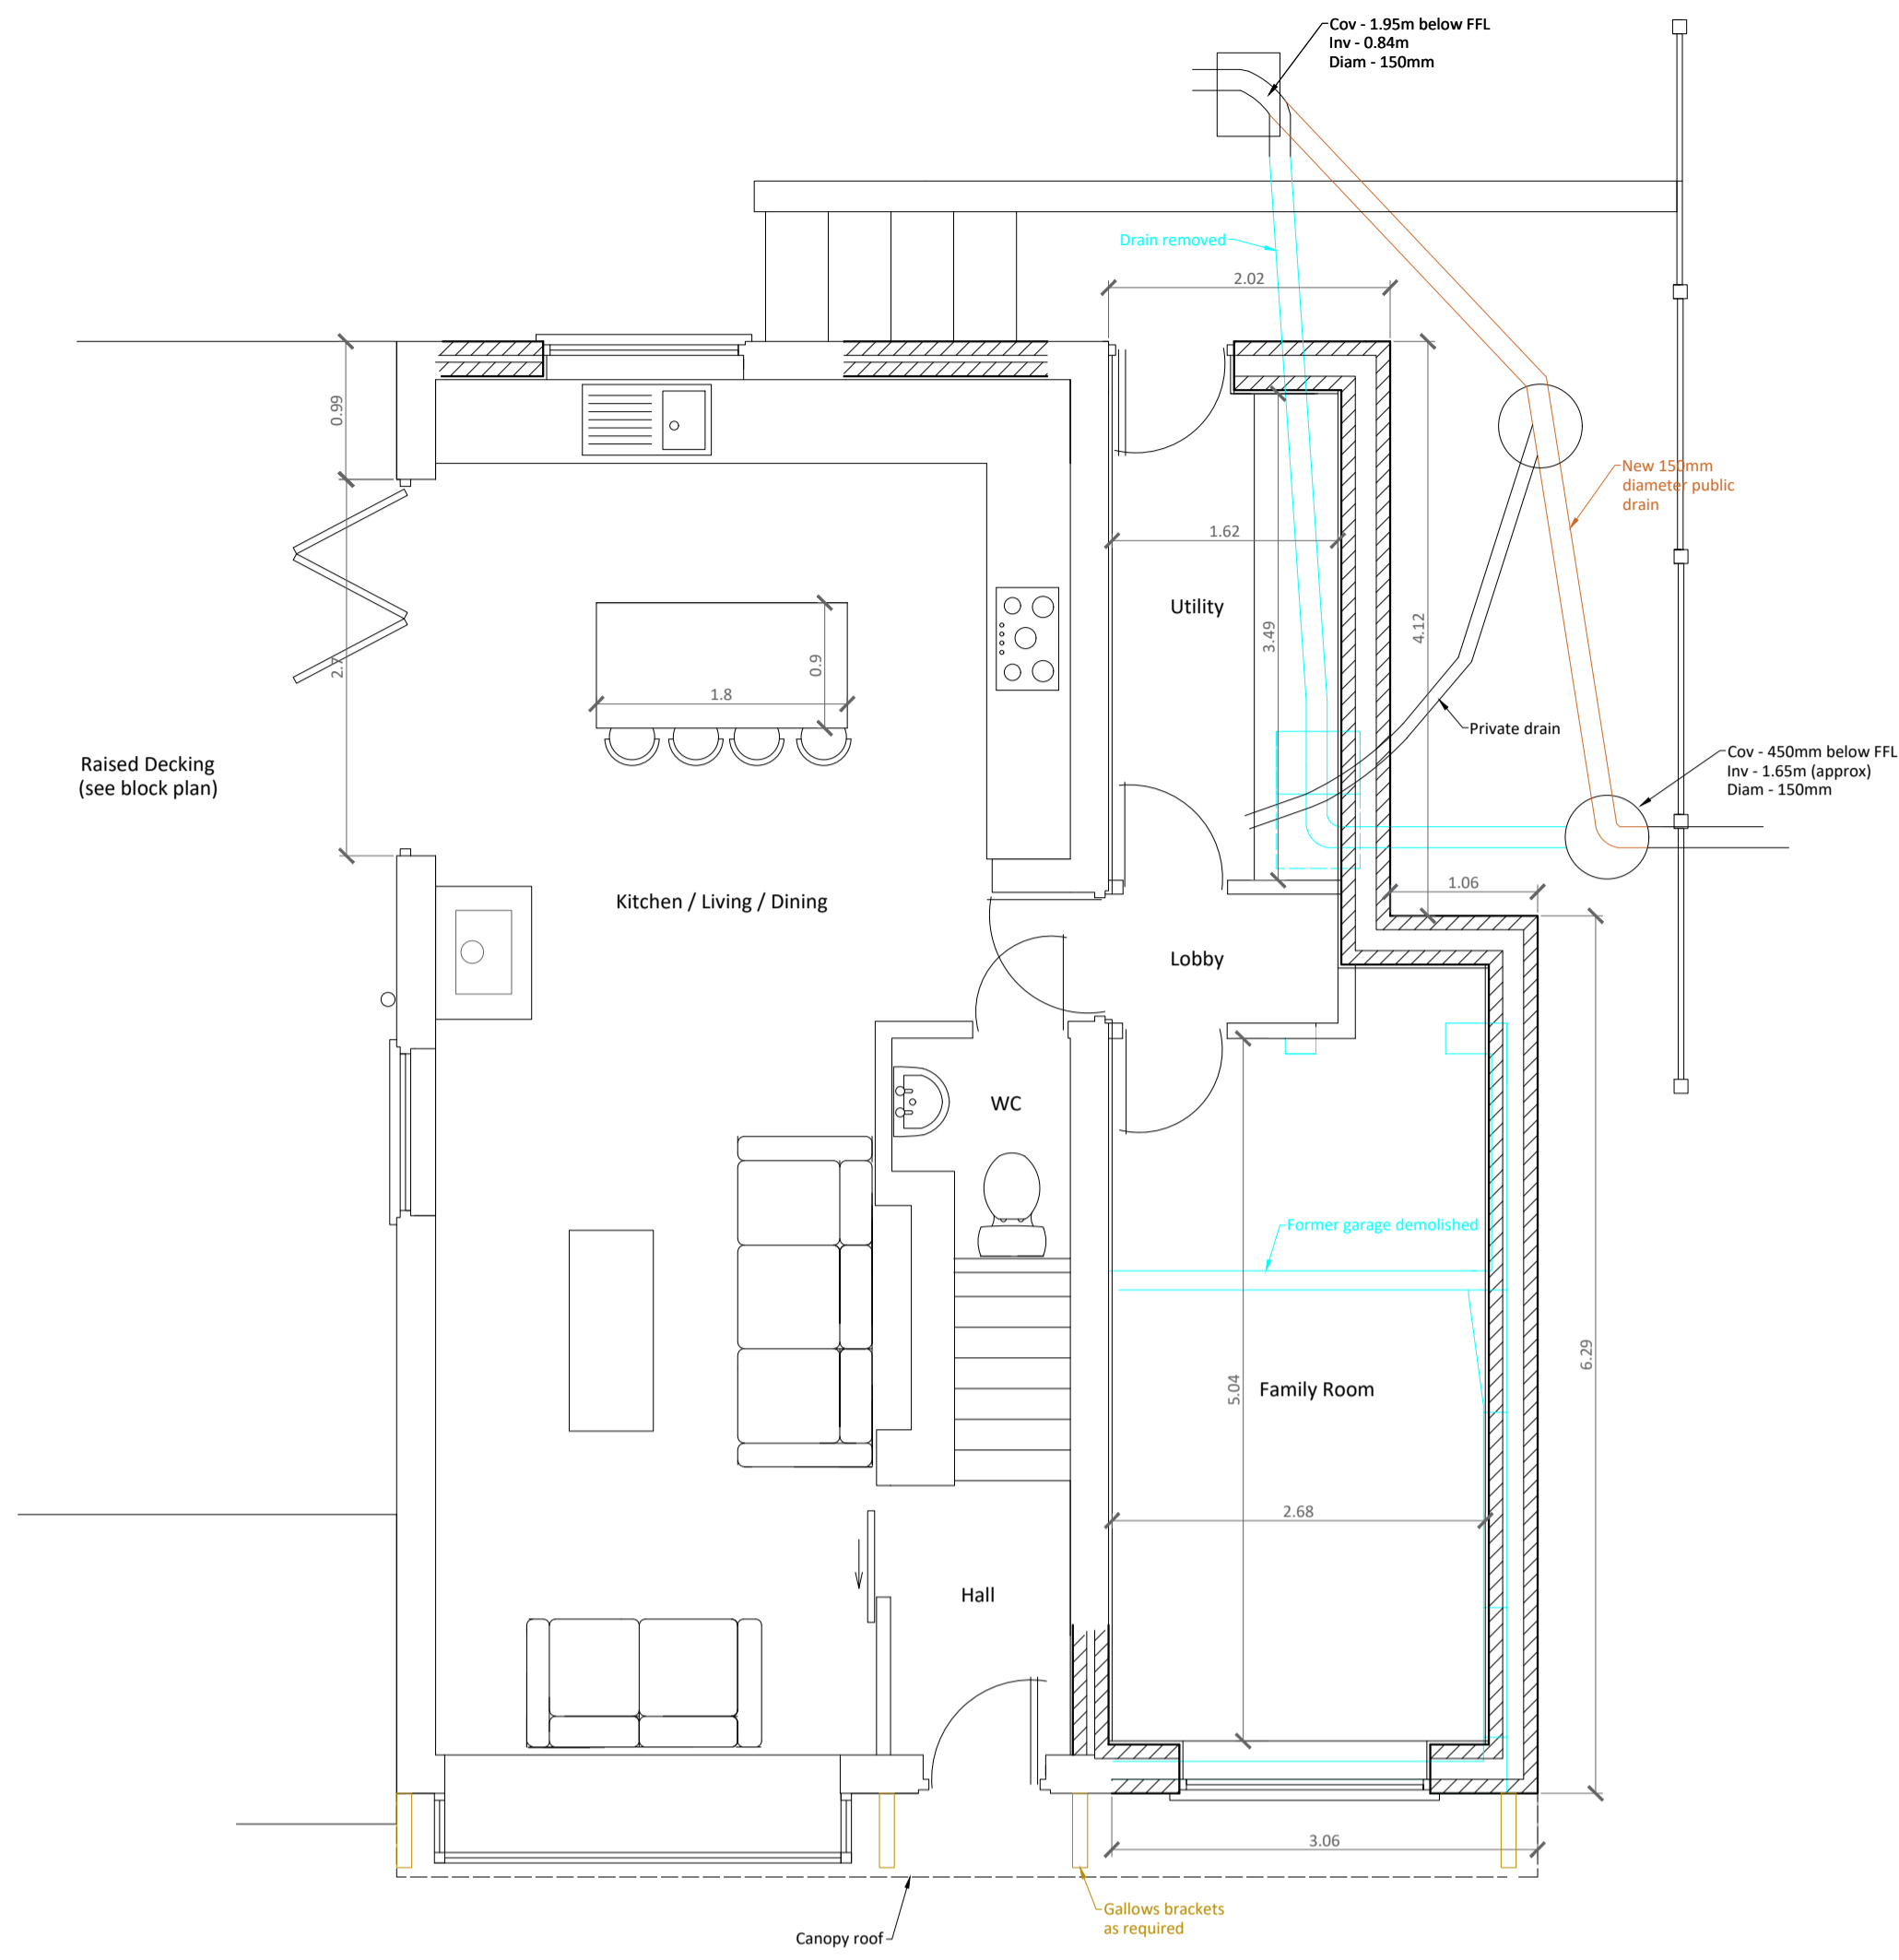 Cov - 1.95m below FFL
Inv - 0.84m
Diam - 150mm
Drain removed
2.02
0.99
New 150mm
diameter public
drain
1.62
Utility
3.49
4.12
2.7
0.9
1.8
Private drain
Raised Decking
(see block plan)
Cov - 450mm below FFL
Inv - 1.65m (approx)
Diam - 150mm
1.06
Kitchen / Living / Dining
Lobby
WC
Former garage demolished
6.29
5.04
Family Room
2.68
Hall
3.06
Gallows brackets
as required
Canopy roof